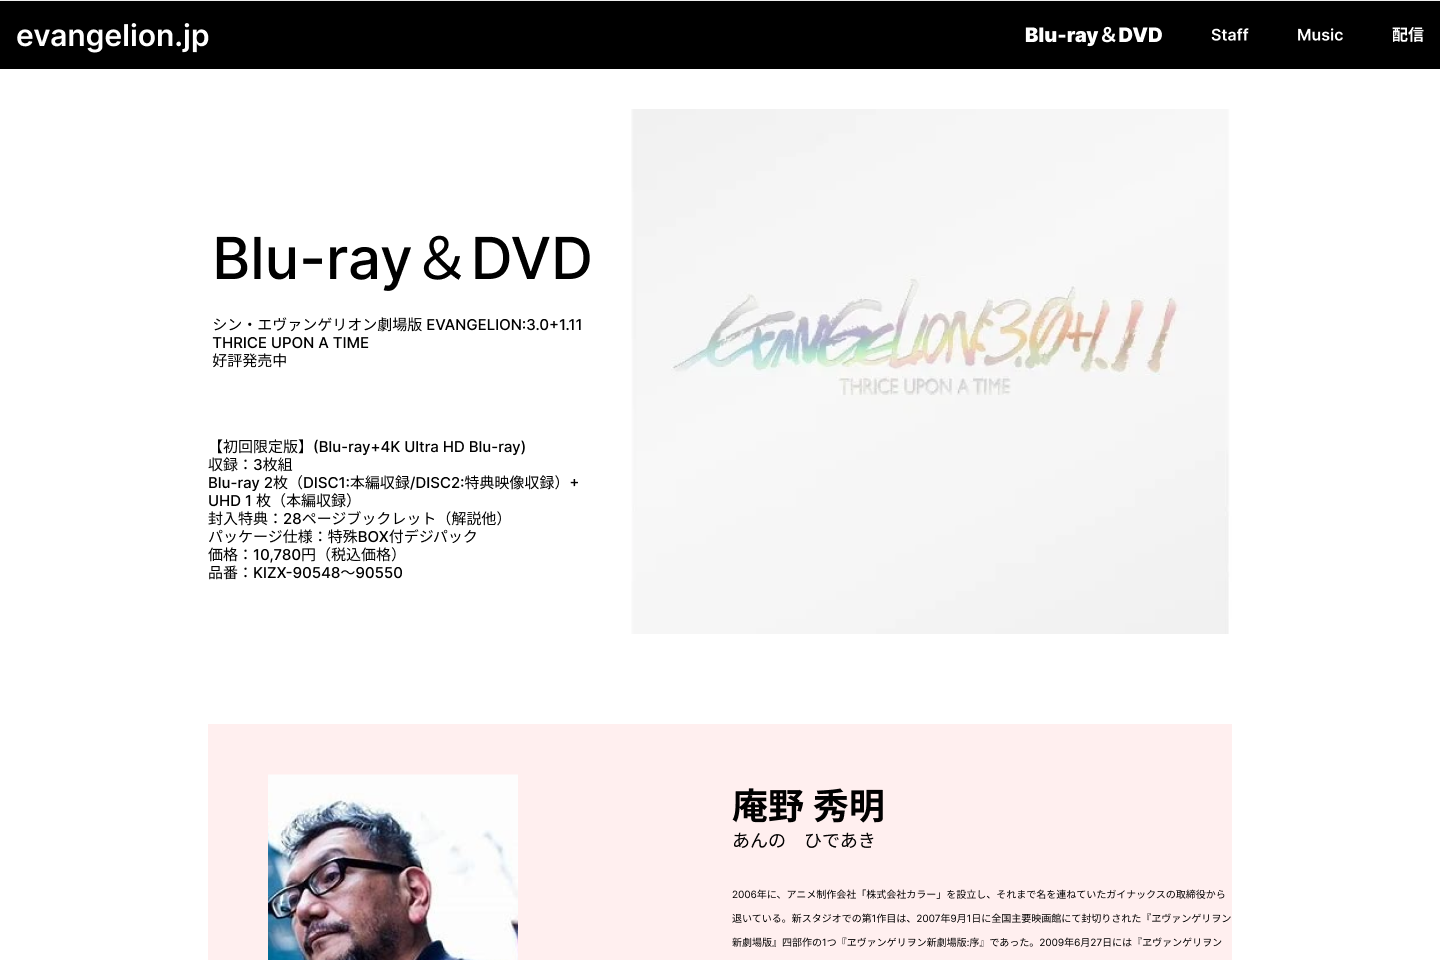 evangelion.jp
Blu-ray＆DVD
Staff
Music
配信
Blu-ray＆DVD
シン・エヴァンゲリオン劇場版 EVANGELION:3.0+1.11
THRICE UPON A TIME
好評発売中
【初回限定版】(Blu-ray+4K Ultra HD Blu-ray)
収録：3枚組
Blu-ray 2枚（DISC1:本編収録/DISC2:特典映像収録）+
UHD 1 枚（本編収録）
封入特典：28ページブックレット（解説他）
パッケージ仕様：特殊BOX付デジパック
価格：10,780円（税込価格）
品番：KIZX-90548〜90550
EVANGELION3.0+1.11
THRICE UPON A TIME
庵野 秀明
あんの　ひであき
2006年に、アニメ制作会社「株式会社カラー」を設立し、それまで名を連ねていたガイナックスの取締役から
退いている。新スタジオでの第1作目は、2007年9月1日に全国主要映画館にて封切りされた『ヱヴァンゲリヲン
新劇場版』四部作の1つ『ヱヴァンゲリヲン新劇場版:序』であった。2009年6月27日には『ヱヴァンゲリヲン